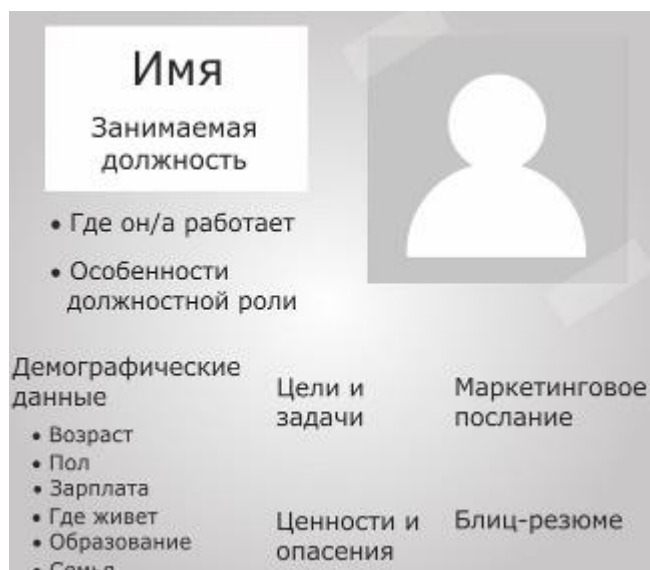 Имя
Занимаемая
должность
• Где он/а работает
• Особенности
должностной роли
Демографические
данные
• Возраст
• Пол
• Зарплата
• Где живет
• Образование
• Семья
Цели и
задачи
Ценности и
опасения
Маркетинговое
послание
Блиц-резюме